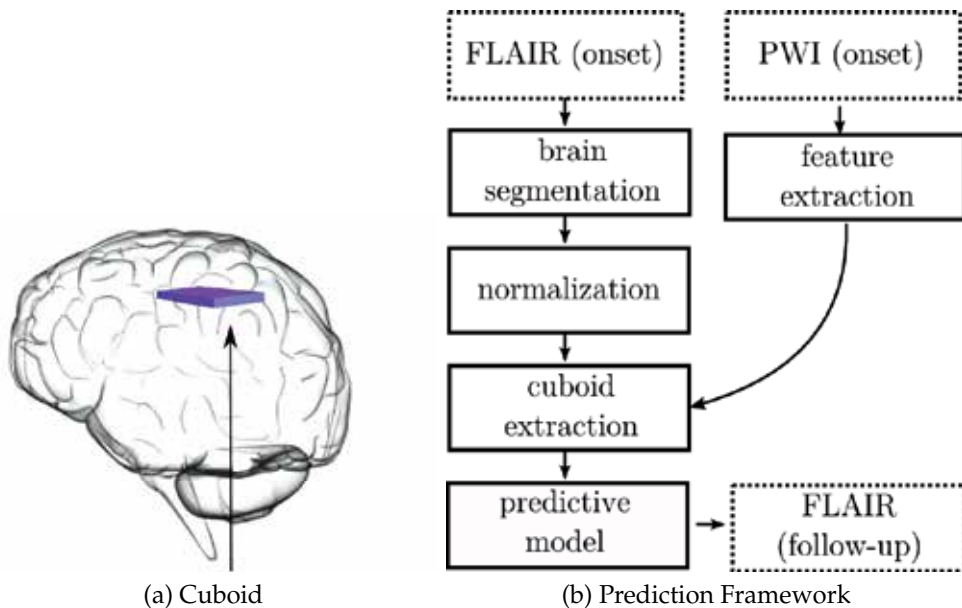 FLAIR (onset)
PWI (onset)
brain
segmentation
feature
extraction
normalization
cuboid
extraction
predictive
model
FLAIR
(follow-up)
(a) Cuboid
(b) Prediction Framework